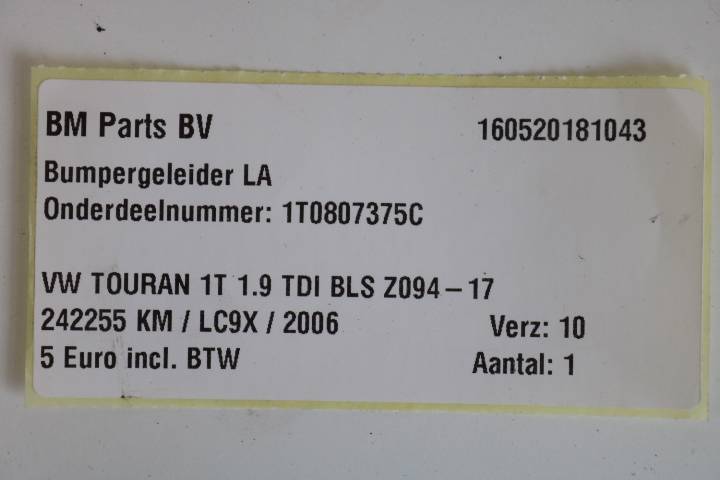 BM Parts BV 160520181043
Bumpergeleider LA
Onderdeelnummer: 1T0807375C
VW TOURAN 1T 1.9 TDI BLS Z094-17
242255 KM / LC9X / 2006 Verz: 10
5 Euro incl. BTW Aantal: 1